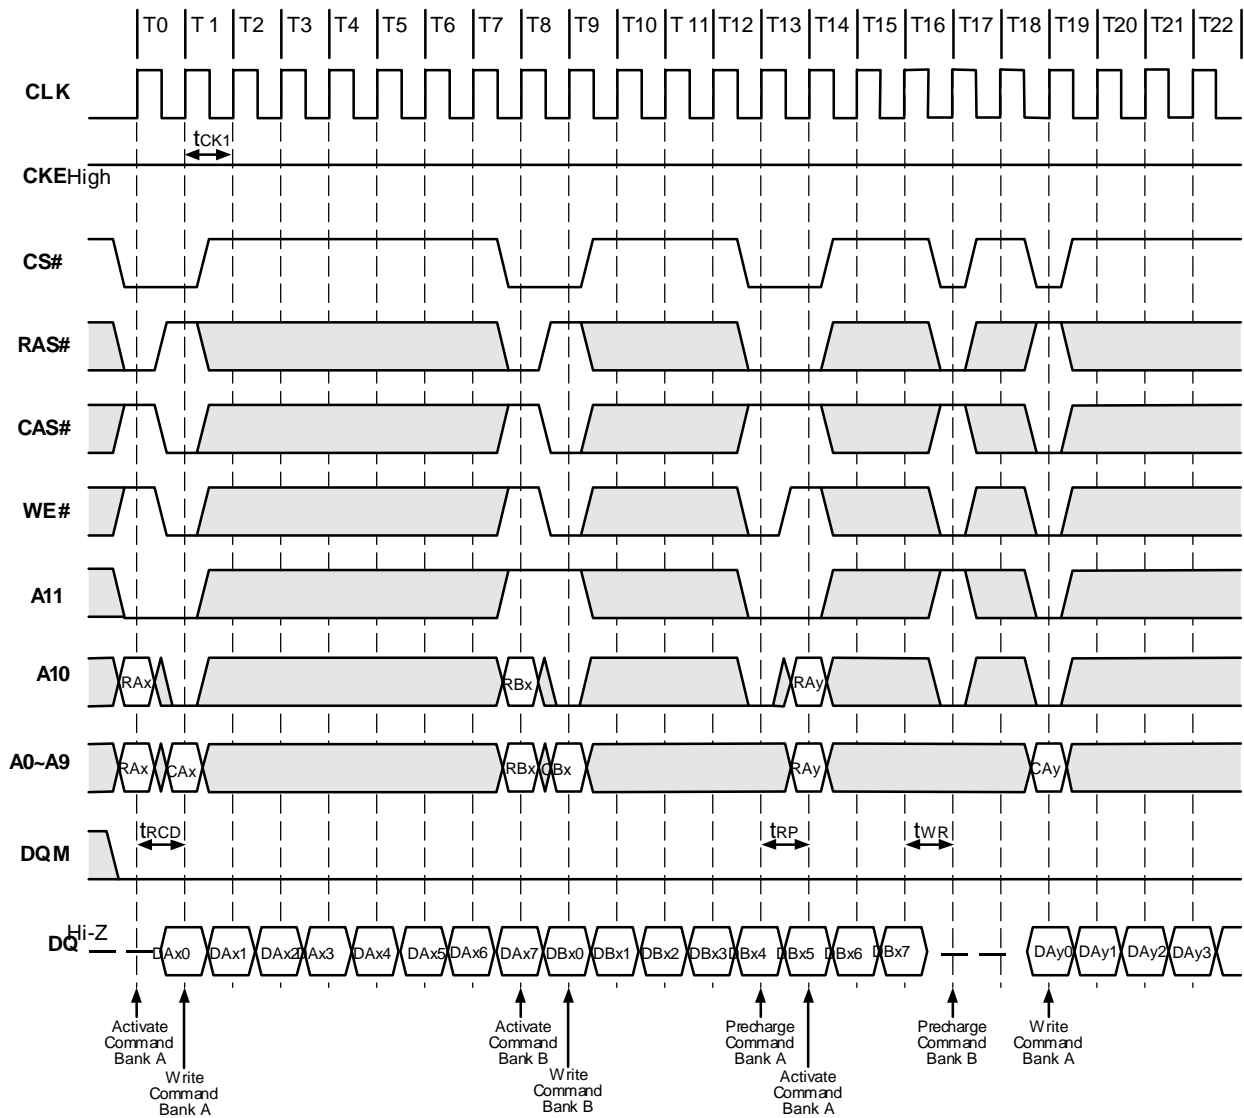 T0 T 1 T2 T3 T4 T5 T6 T7 T8 T9 T10 T 11 T12 T13 T14 T15 T16 T17 T18 T19 T20 T21 T22
CLK
tCK1
CKE High
CS#
RAS#
CAS#
WE#
A11
A10
RAx RBx RAy
A0~A9
RAx CAx RBx CBx RAy CAy
tRCD tRP tWR
DQM
Hi-Z
DQ
DAx0 DAx1 DAx2 DAx3 DAx4 DAx5 DAx6 DAx7 DBx0 DBx1 DBx2 DBx3 DBx4 DBx5 DBx6 DBx7 DAy0 DAy1 DAy2 DAy3
Activate
Command
Bank A
Write
Command
Bank A
Activate
Command
Bank B
Write
Command
Bank B
Precharge
Command
Bank A
Activate
Command
Bank A
Precharge
Command
Bank B
Write
Command
Bank A